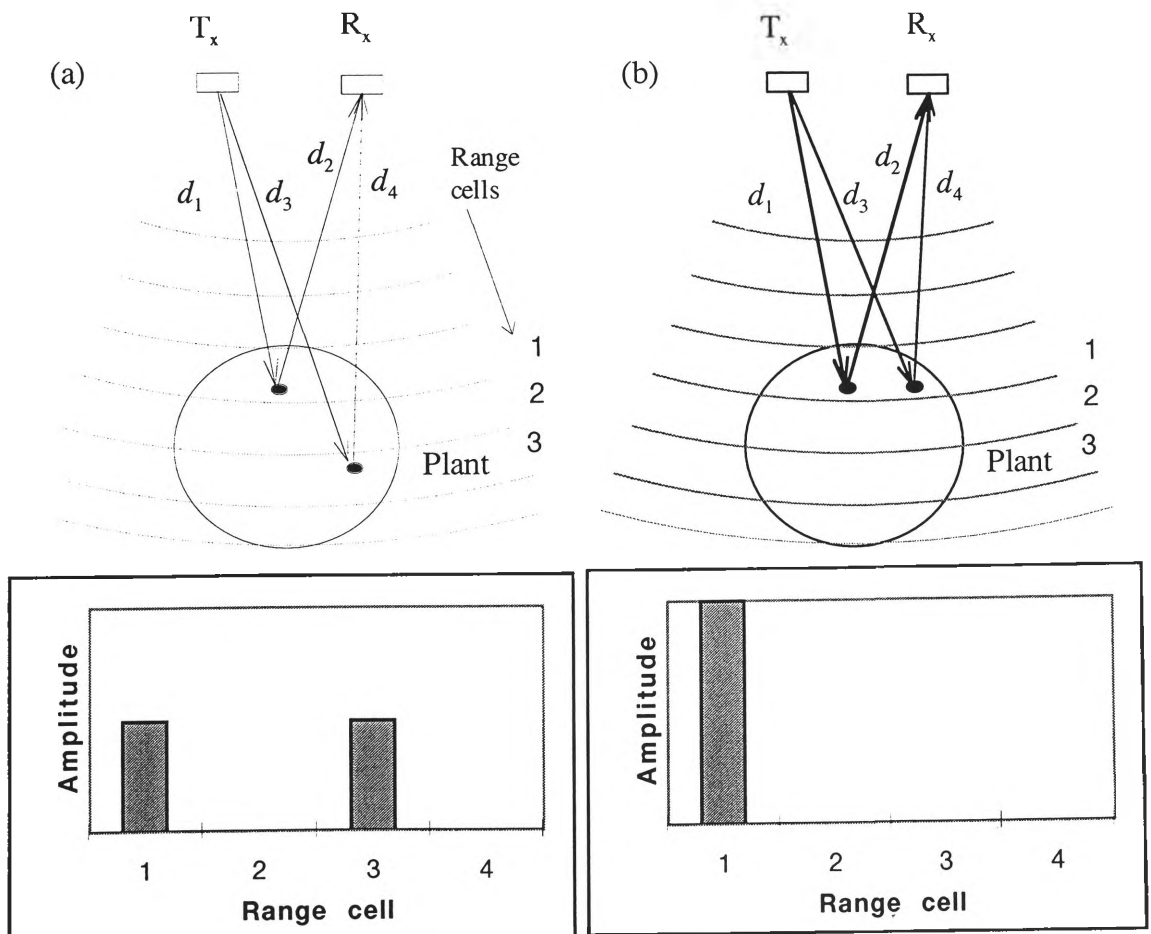 Tx Rx
(a)
d1 d3 d2 d4
Range
cells
1
2
3
Plant
Amplitude
1 2 3 4
Range cell
Tx Rx
(b)
d1 d3 d2 d4
1
2
3
Plant
Amplitude
1 2 3 4
Range cell